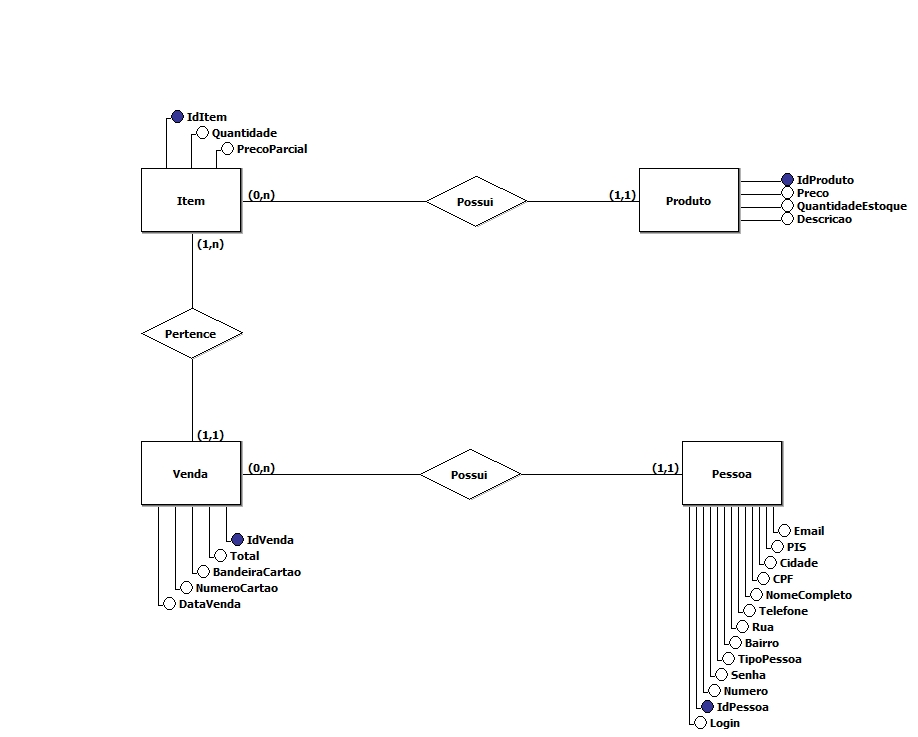 IdItem
Quantidade
PrecoParcial
Item
(0,n)
Possui
(1,1)
Produto
IdProduto
Preco
QuantidadeEstoque
Descricao
(1,n)
Pertence
(1,1)
Venda
(0,n)
Possui
(1,1)
Pessoa
IdVenda
Total
BandeiraCartao
NumeroCartao
DataVenda
Email
PIS
Cidade
CPF
NomeCompleto
Telefone
Rua
Bairro
TipoPessoa
Senha
Numero
IdPessoa
Login